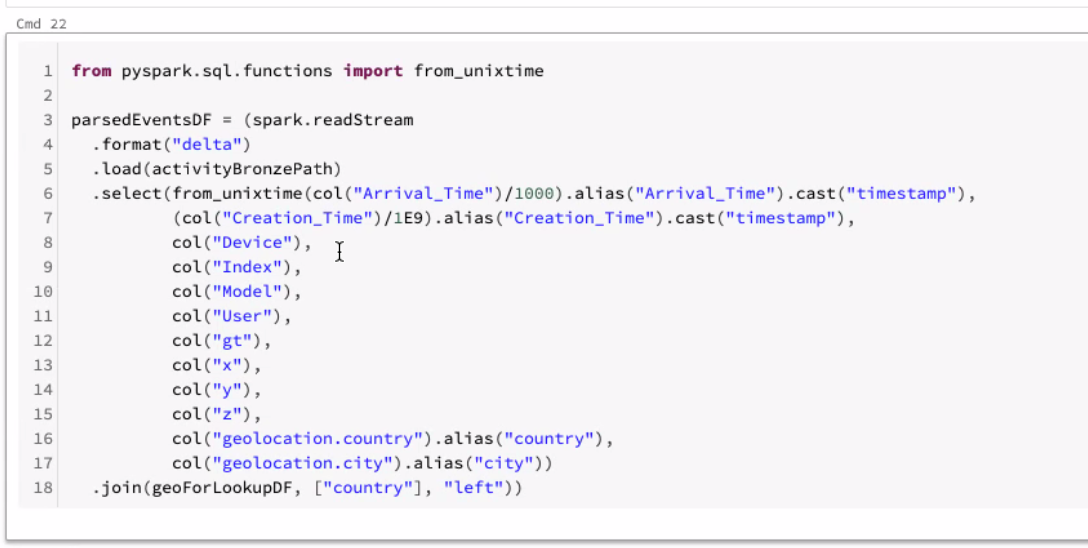 Cmd 22
1 from pyspark.sql.functions import from_unixtime
2
3 parsedEventsDF = (spark.readStream
4   .format("delta")
5   .load(activityBronzePath)
6   .select(from_unixtime(col("Arrival_Time")/1000).alias("Arrival_Time").cast("timestamp"),
7           (col("Creation_Time")/1E9).alias("Creation_Time").cast("timestamp"),
8           col("Device"),
9           col("Index"),
10           col("Model"),
11           col("User"),
12           col("gt"),
13           col("x"),
14           col("y"),
15           col("z"),
16           col("geolocation.country").alias("country"),
17           col("geolocation.city").alias("city"))
18   .join(geoForLookupDF, ["country"], "left"))